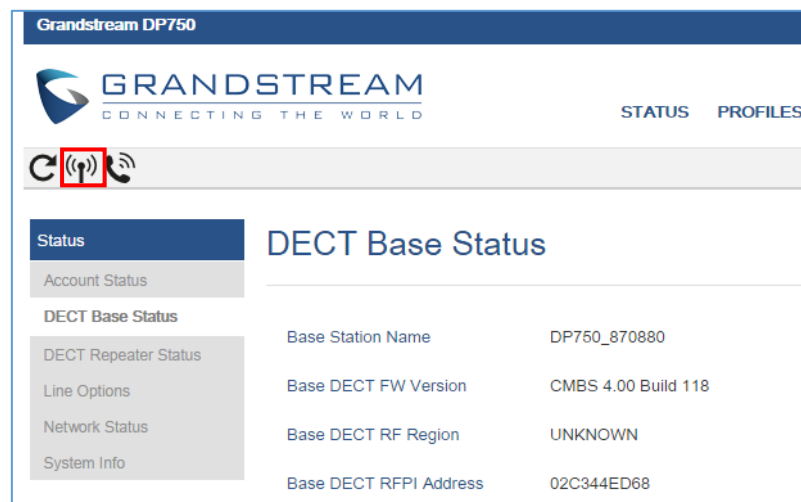 Grandstream DP750
GRANDSTREAM
CONNECTING THE WORLD
STATUS PROFILES
Status
Account Status
DECT Base Status
DECT Repeater Status
Line Options
Network Status
System Info
DECT Base Status
Base Station Name DP750_870880
Base DECT FW Version CMBS 4.00 Build 118
Base DECT RF Region UNKNOWN
Base DECT RFPI Address 02C344ED68